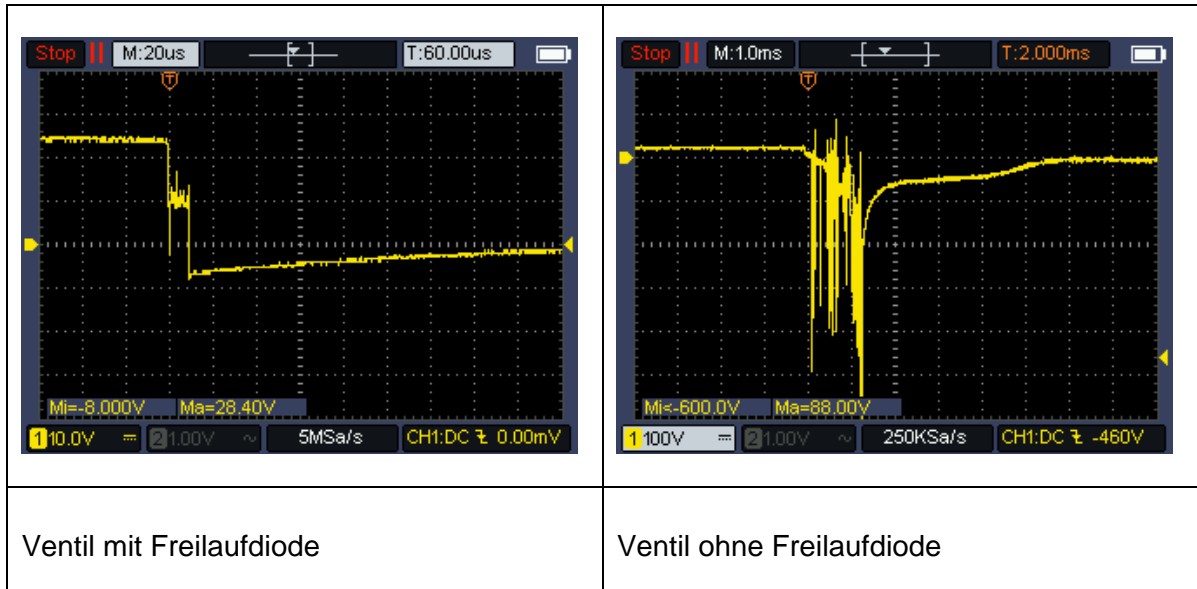 Stop M:20us T:60.00us
T
Mi=-8.000V Ma=28.40V
1 10.0V 2 1.00V ~ 5MSa/s CH1:DC 0.00mV
Stop M:1.0ms T:2.000ms
T
Mi<-600.0V Ma=88.00V
1 100V 2 1.00V ~ 250KSa/s CH1:DC -460V
Ventil mit Freilaufdiode
Ventil ohne Freilaufdiode